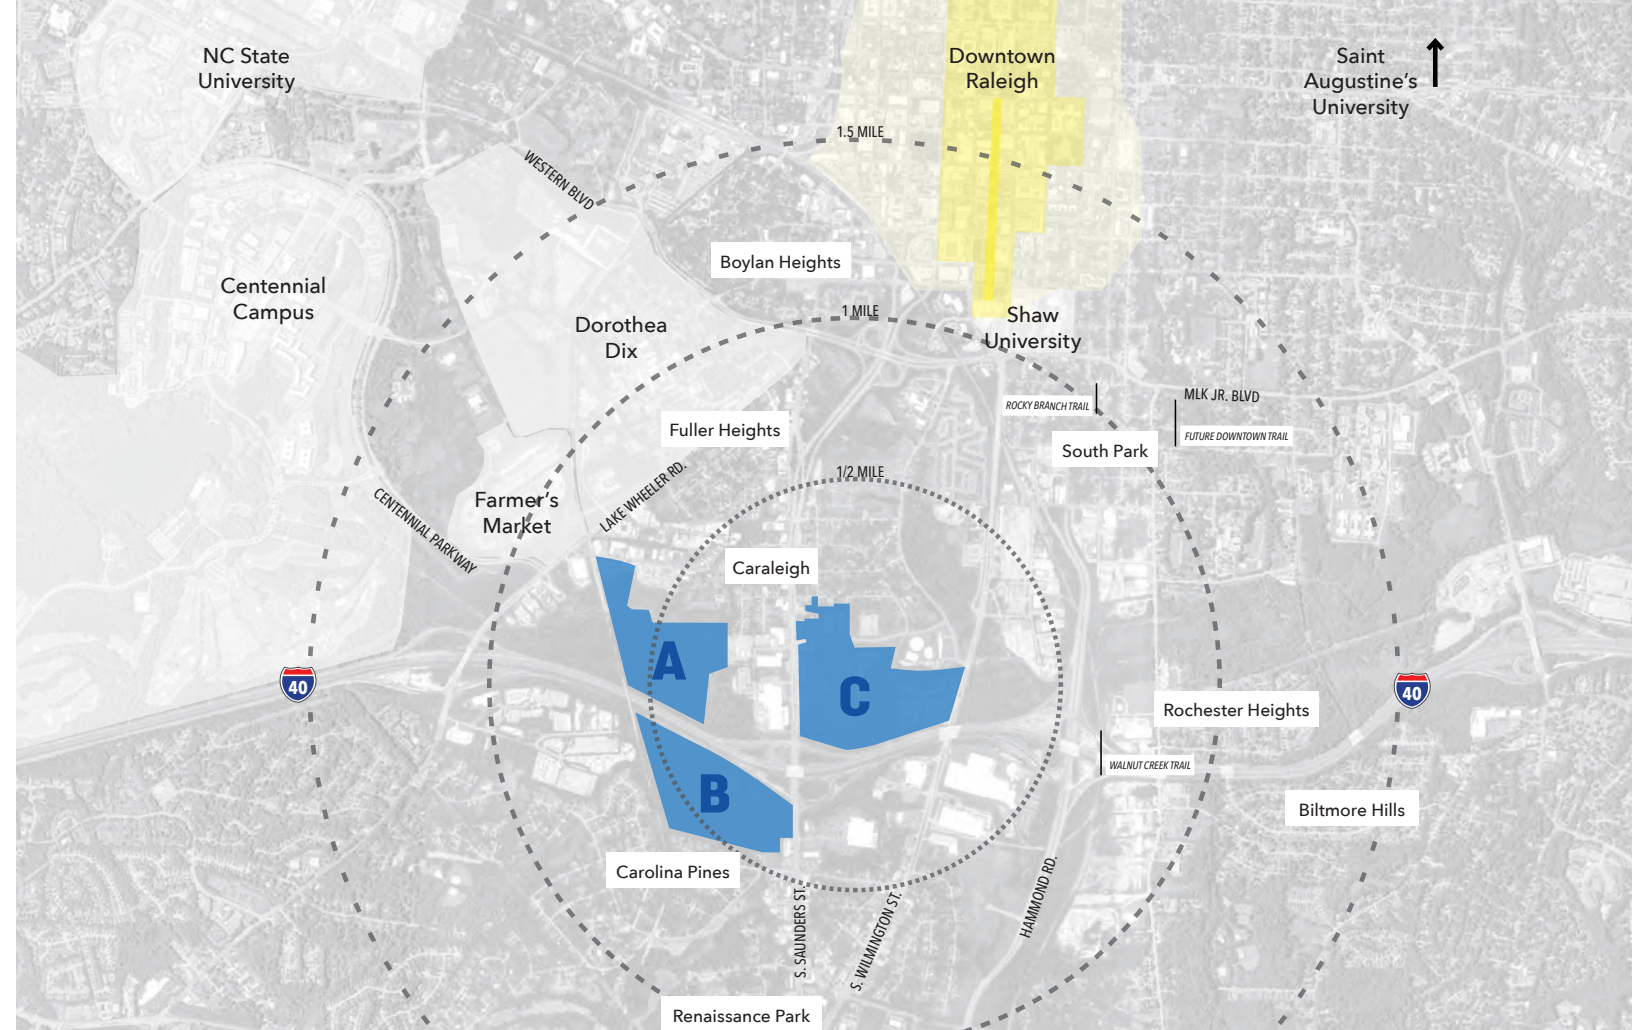 NC State
University
Downtown
Raleigh
Saint
Augustine's
University
1.5 MILE
WESTERN BLVD
Boylan Heights
Centennial
Campus
1 MILE
Dorothea
Dix
Shaw
University
ROCKY BRANCH TRAIL
MLK JR. BLVD
FUTURE DOWNTOWN TRAIL
Fuller Heights
South Park
1/2 MILE
LAKE WHEELER RD.
Farmer's
Market
CENTENNIAL PARKWAY
Caraleigh
A
C
40
40
Rochester Heights
WALNUT CREEK TRAIL
B
Biltmore Hills
Carolina Pines
S. SAUNDERS ST.
S. WILMINGTON ST.
HAMMOND RD.
Renaissance Park